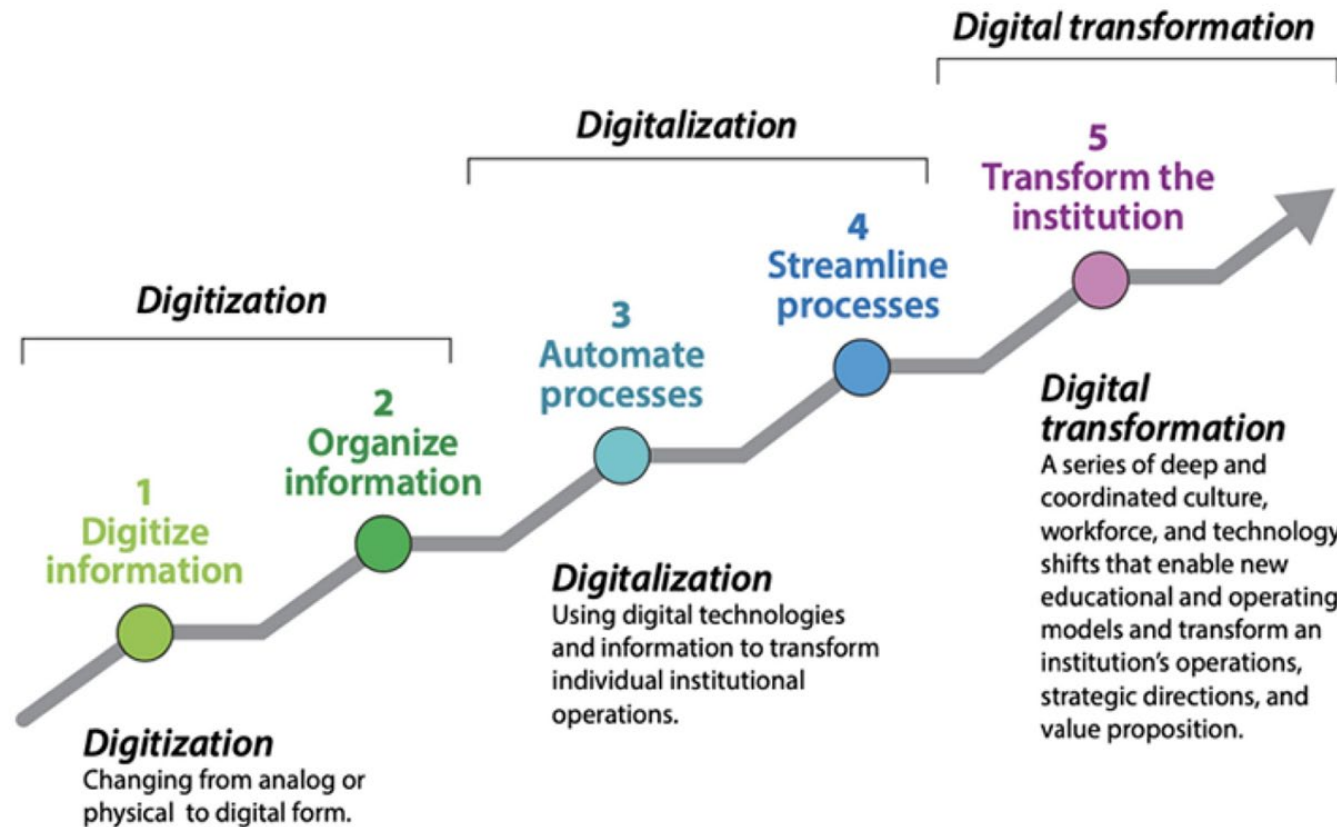 Digital transformation
Digitalization
5
Transform the
institution
4
Streamline
processes
Digitization
3
Automate
processes
2
Organize
information
1
Digitize
information
Digitization
Changing from analog or
physical to digital form.
Digitalization
Using digital technologies
and information to transform
individual institutional
operations.
Digital
transformation
A series of deep and
coordinated culture,
workforce, and technology
shifts that enable new
educational and operating
models and transform an
institution’s operations,
strategic directions, and
value proposition.